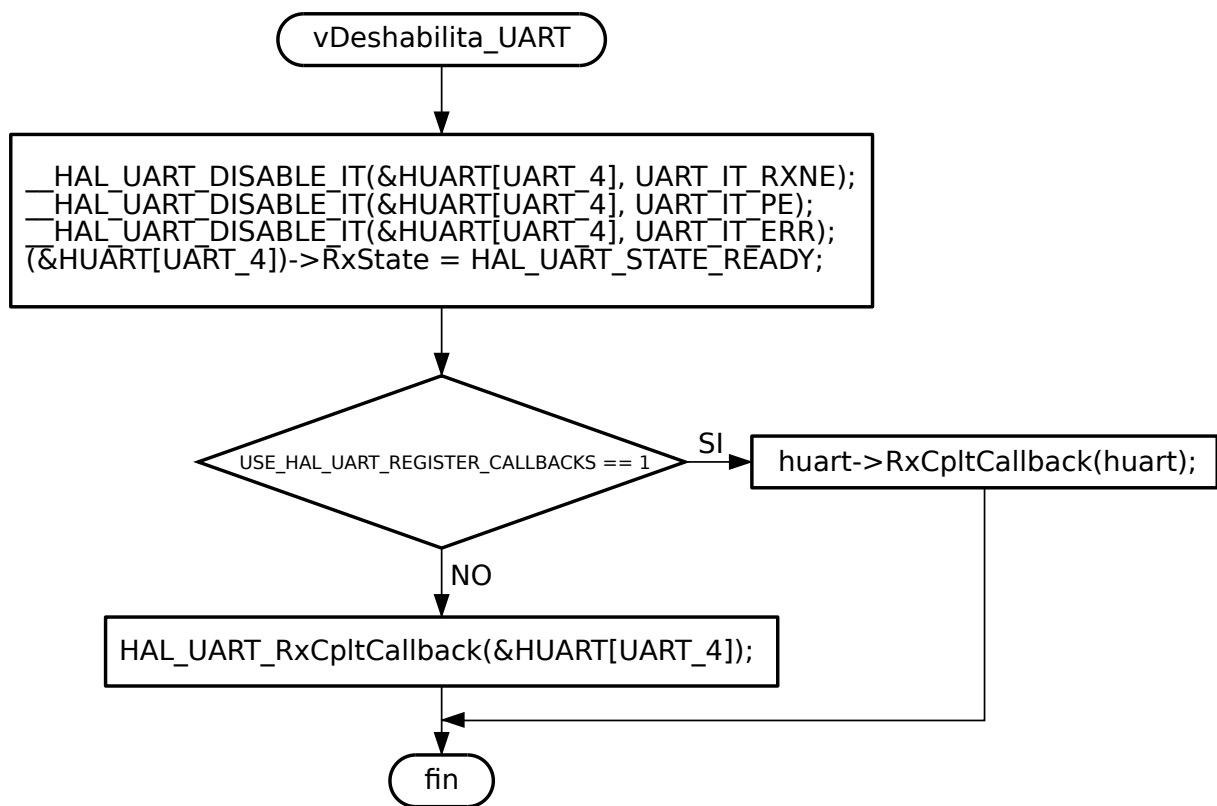 vDeshabilita_UART
__HAL_UART_DISABLE_IT(&HUART[UART_4], UART_IT_RXNE);
__HAL_UART_DISABLE_IT(&HUART[UART_4], UART_IT_PE);
__HAL_UART_DISABLE_IT(&HUART[UART_4], UART_IT_ERR);
(&HUART[UART_4])->RxState = HAL_UART_STATE_READY;
USE_HAL_UART_REGISTER_CALLBACKS == 1
SI
huart->RxCpltCallback(huart);
NO
HAL_UART_RxCpltCallback(&HUART[UART_4]);
fin